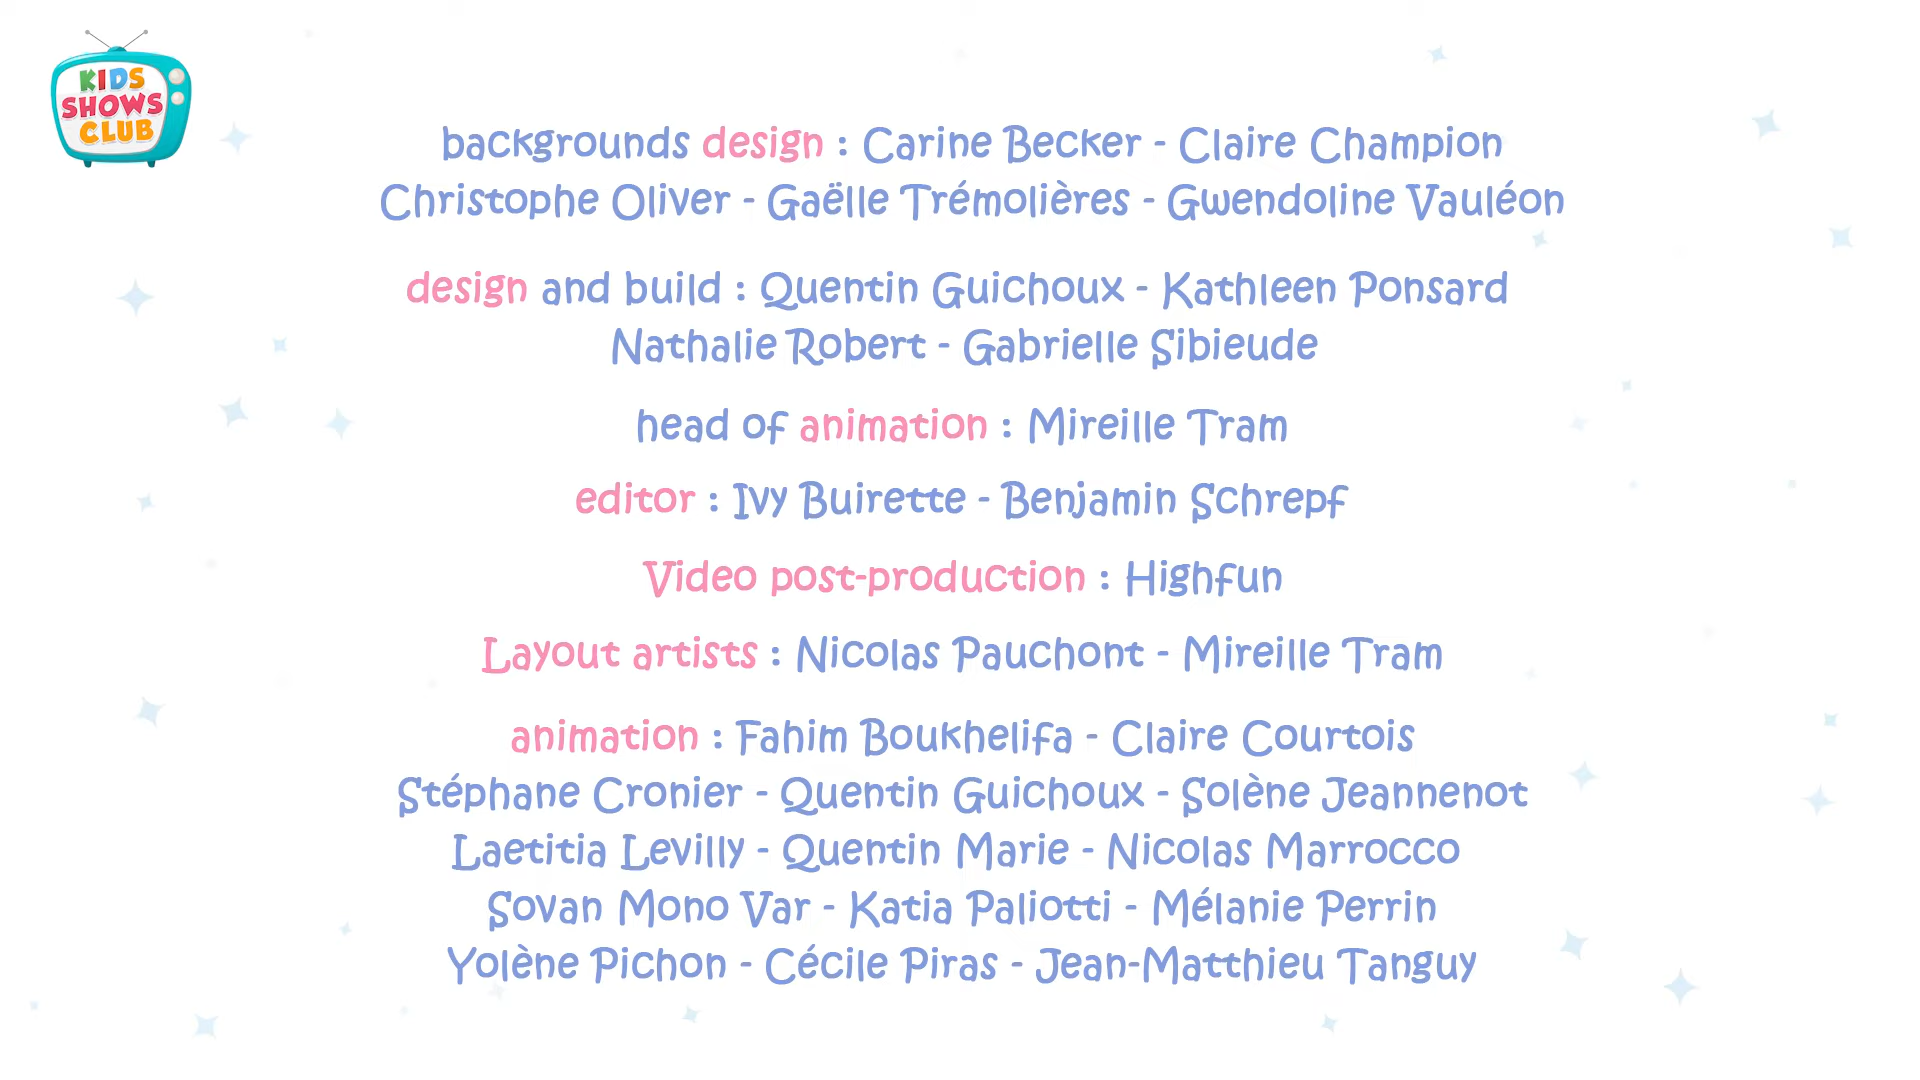 KIDS
SHOWS
CLUB
backgrounds design : Carine Becker - Claire Champion
Christophe Oliver - Gaëlle Trémolières - Gwendoline Vauléon
design and build : Quentin Guichoux - Kathleen Ponsard
Nathalie Robert - Gabrielle Sibieude
head of animation : Mireille Tram
editor : Ivy Buirette - Benjamin Schrepf
Video post-production : Highfun
Layout artists : Nicolas Pauchont - Mireille Tram
animation : Fahim Boukhelifa - Claire Courtois
Stéphane Cronier - Quentin Guichoux - Solène Jeannenot
Laetitia Levilly - Quentin Marie - Nicolas Marrocco
Sovan Mono Var - Katia Paliotti - Mélanie Perrin
Yolène Pichon - Cécile Piras - Jean-Matthieu Tanguy